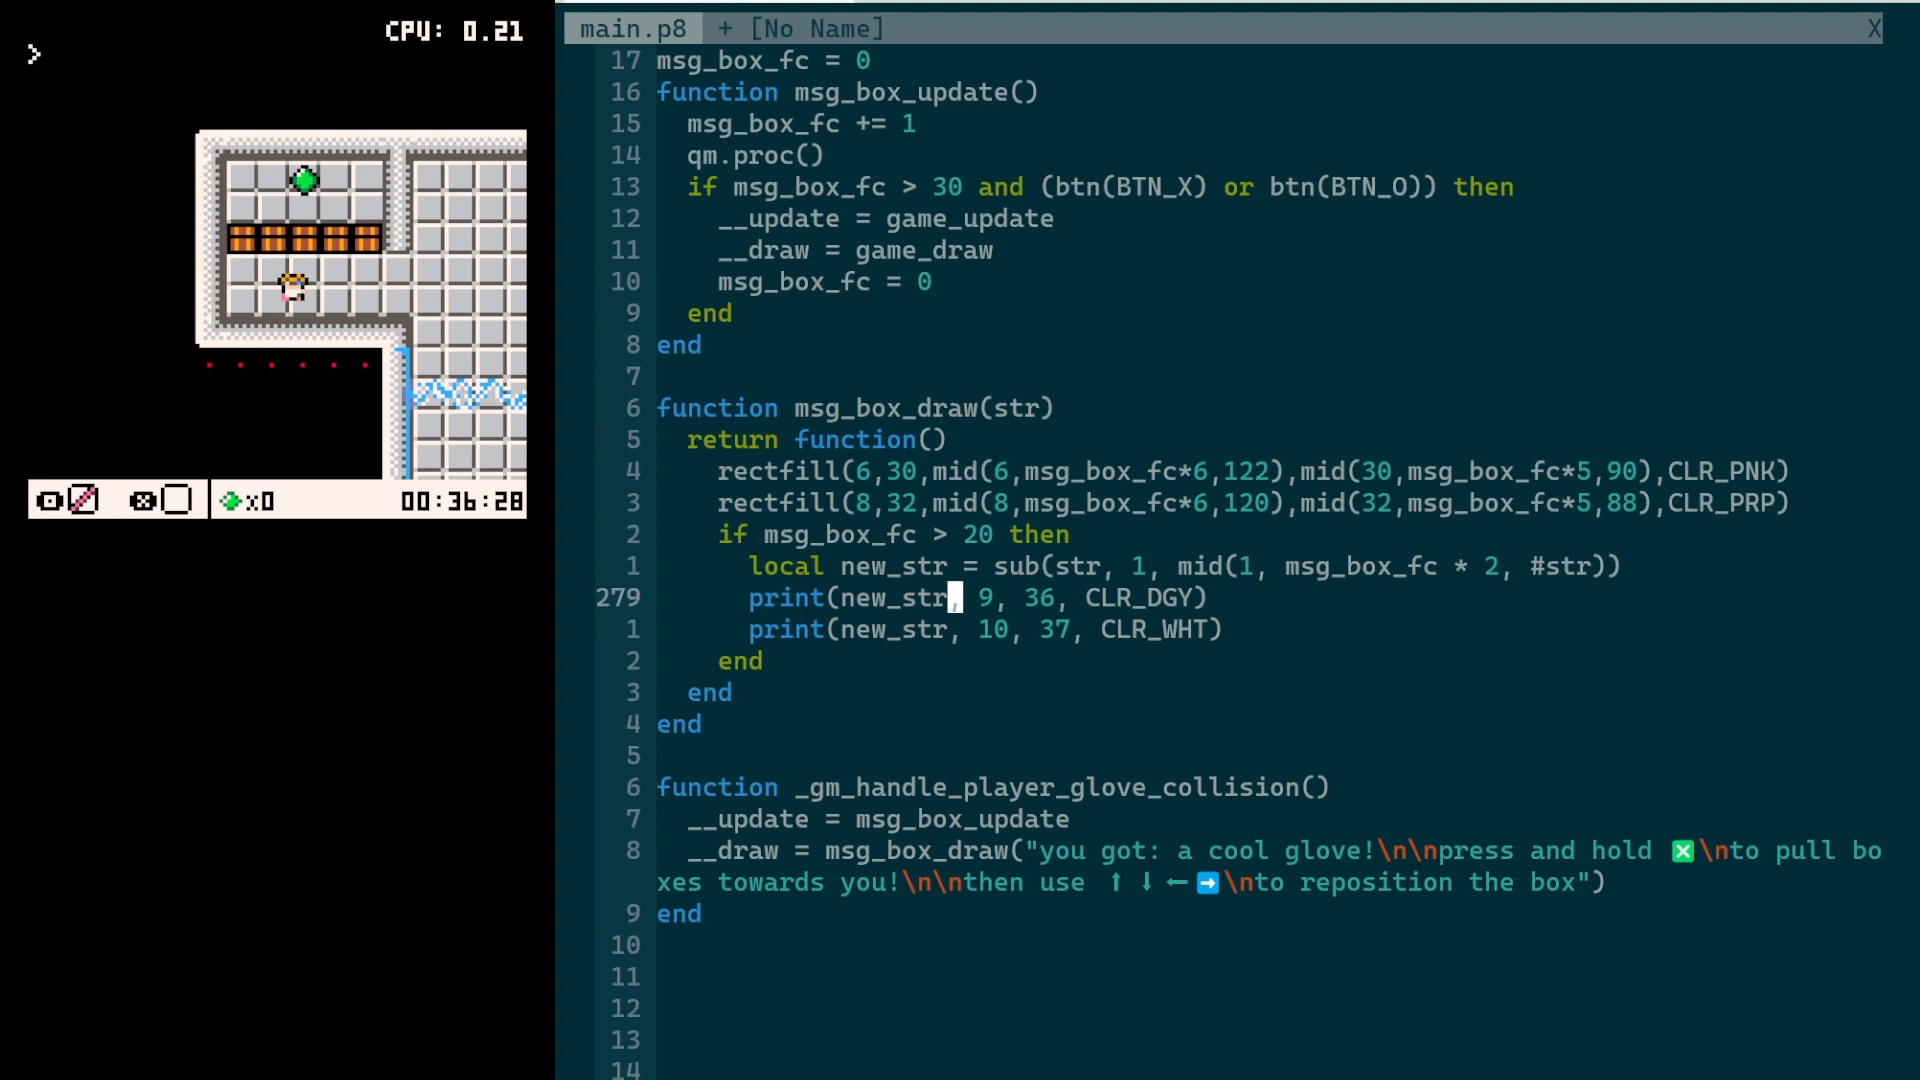 CPU: 0.21
x0
00:36:28
main.p8 + [No Name] X
17 msg_box_fc = 0
16 function msg_box_update()
15 msg_box_fc += 1
14 qm.proc()
13 if msg_box_fc > 30 and (btn(BTN_X) or btn(BTN_O)) then
12 __update = game_update
11 __draw = game_draw
10 msg_box_fc = 0
9 end
8 end
7
6 function msg_box_draw(str)
5 return function()
4 rectfill(6,30,mid(6,msg_box_fc*6,122),mid(30,msg_box_fc*5,90),CLR_PNK)
3 rectfill(8,32,mid(8,msg_box_fc*6,120),mid(32,msg_box_fc*5,88),CLR_PRP)
2 if msg_box_fc > 20 then
1 local new_str = sub(str, 1, mid(1, msg_box_fc * 2, #str))
279 print(new_str, 9, 36, CLR_DGY)
1 print(new_str, 10, 37, CLR_WHT)
2 end
3 end
4 end
5
6 function _gm_handle_player_glove_collision()
7 __update = msg_box_update
8 __draw = msg_box_draw("you got: a cool glove!\n\npress and hold ❎\nto pull bo
xes towards you!\n\nthen use ⬆⬇⬅➡\nto reposition the box")
9 end
10
11
12
13
14